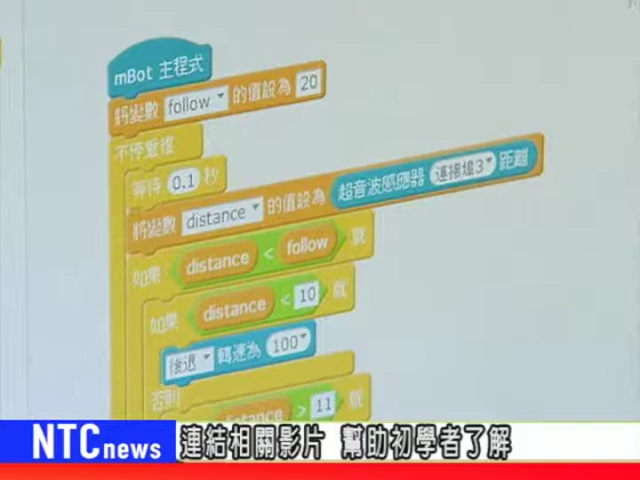 mBot 主程式
將變數 follow 的值設為 20
不停重複
等待 0.1 秒
將變數 distance 的值設為 超音波感應器 連接埠3 距離
如果 distance < follow 就
如果 distance < 10 就
後退 轉速為 100
否則
distance > 11 就
NTCnews 連結相關影片 幫助初學者了解